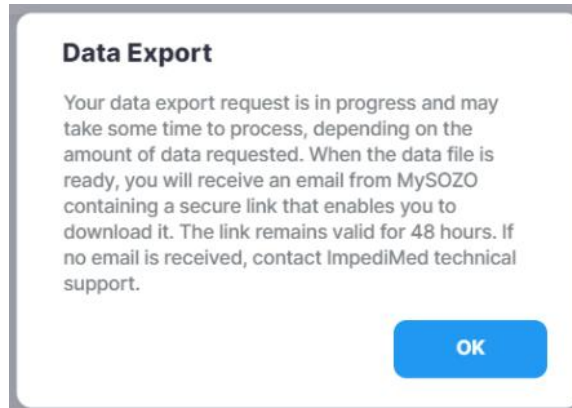 Data Export
Your data export request is in progress and may
take some time to process, depending on the
amount of data requested. When the data file is
ready, you will receive an email from MySOZO
containing a secure link that enables you to
download it. The link remains valid for 48 hours. If
no email is received, contact ImpediMed technical
support.
OK